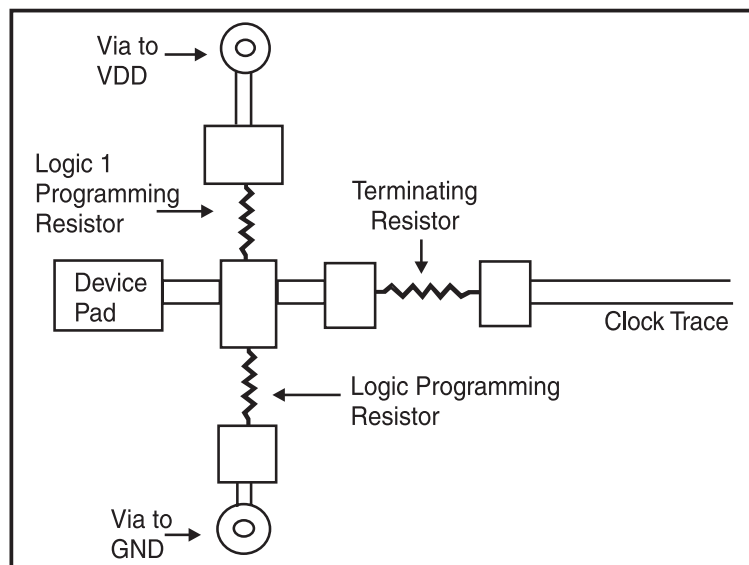 Via to
VDD
Logic 1
Programming
Resistor
Terminating
Resistor
Device
Pad
Clock Trace
Logic Programming
Resistor
Via to
GND